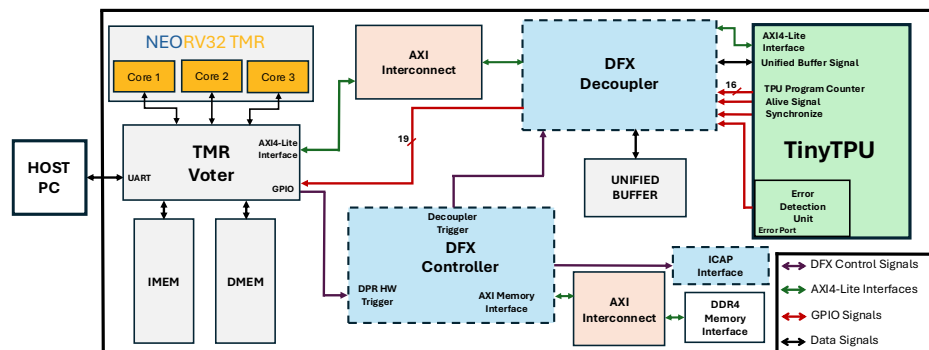 NEORV32 TMR
Core 1
Core 2
Core 3
AXI
Interconnect
DFX
Decoupler
AXI4-Lite
Interface
Unified Buffer Signal
16
TPU Program Counter
Alive Signal
Synchronize
TinyTPU
Error
Detection
Unit
Error Port
HOST
PC
TMR
Voter
AXI4-Lite
Interface
UART
GPIO
19
UNIFIED
BUFFER
IMEM
DMEM
Decoupler
Trigger
DFX
Controller
DPR HW
Trigger
AXI Memory
Interface
ICAP
Interface
AXI
Interconnect
DDR4
Memory
Interface
DFX Control Signals
AXI4-Lite Interfaces
GPIO Signals
Data Signals